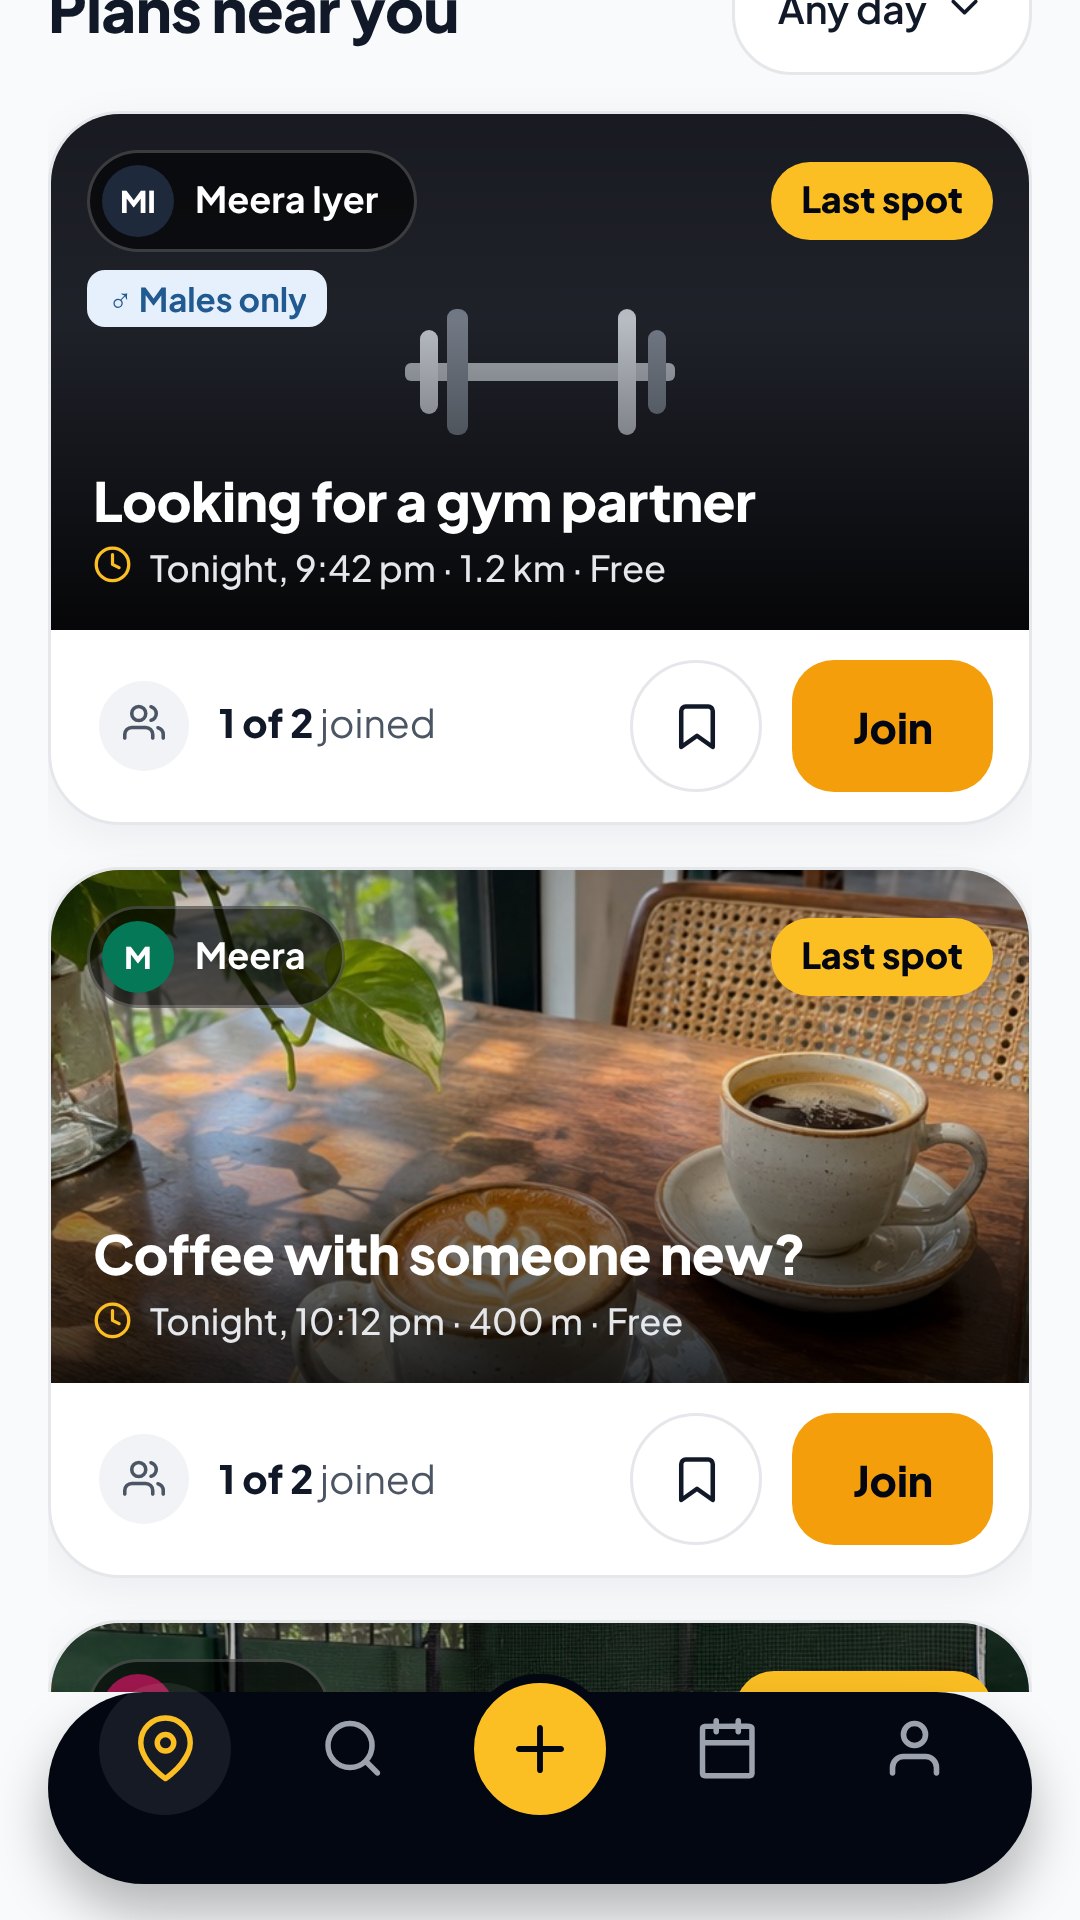 Plans near you
Any day
MI Meera Iyer
Last spot
♂ Males only
Looking for a gym partner
Tonight, 9:42 pm · 1.2 km · Free
1 of 2 joined
Join
M Meera
Last spot
Coffee with someone new?
Tonight, 10:12 pm · 400 m · Free
1 of 2 joined
Join